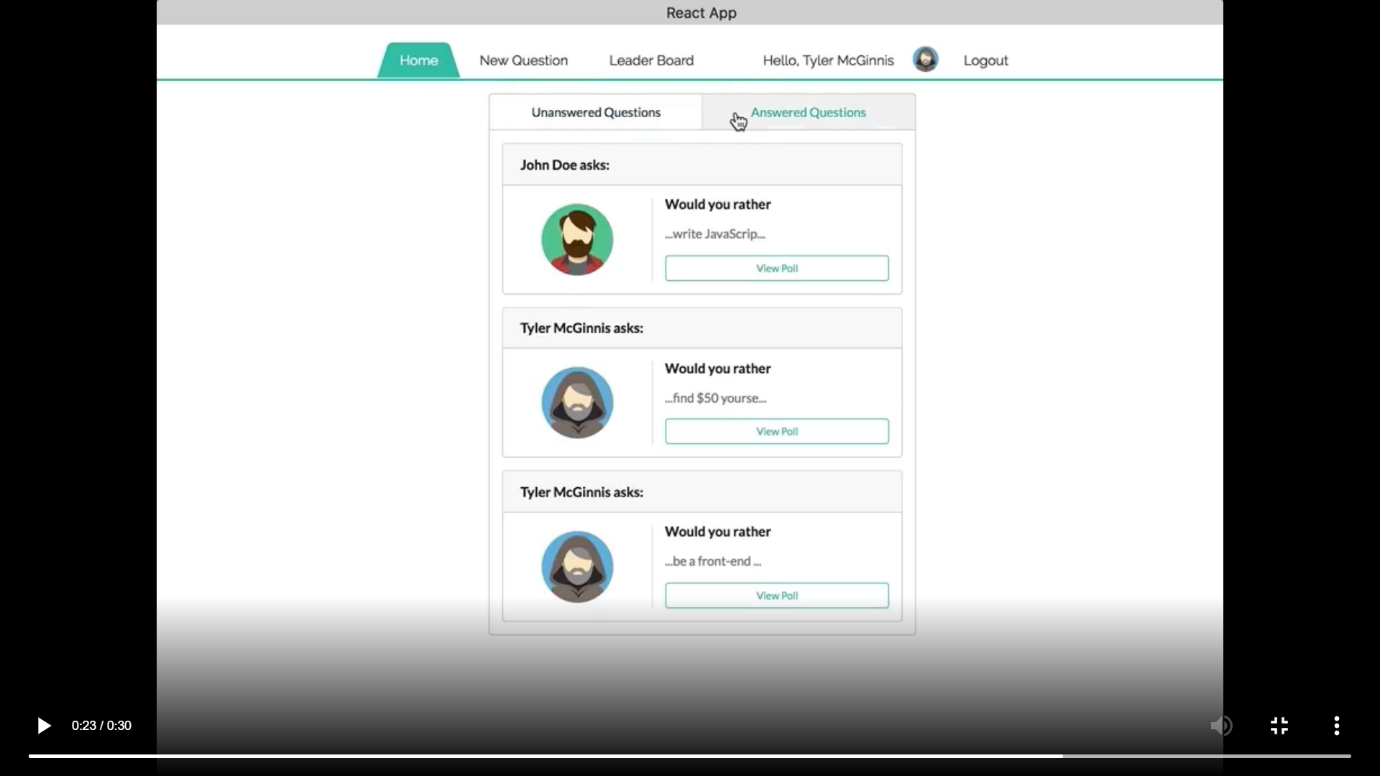 React App
Home New Question Leader Board Hello, Tyler McGinnis Logout
Unanswered Questions Answered Questions
John Doe asks:
Would you rather
...write JavaScrip...
View Poll
Tyler McGinnis asks:
Would you rather
...find $50 yourse...
View Poll
Tyler McGinnis asks:
Would you rather
...be a front-end ...
View Poll
0:23 / 0:30